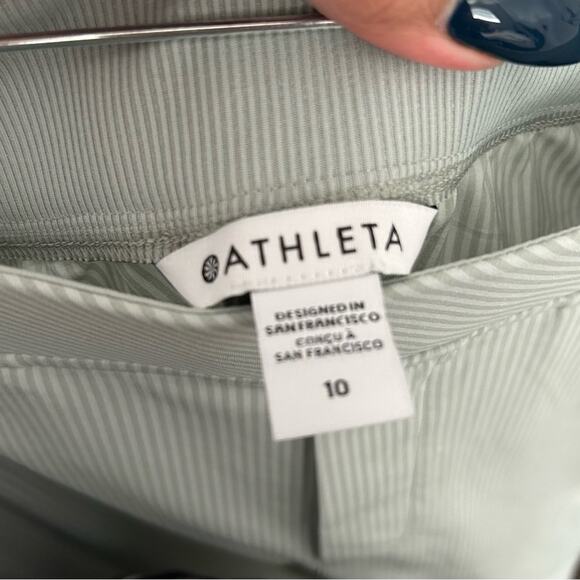 ATHLETA
DESIGNED IN
SAN FRANCISCO
CONÇU À
SAN FRANCISCO
10